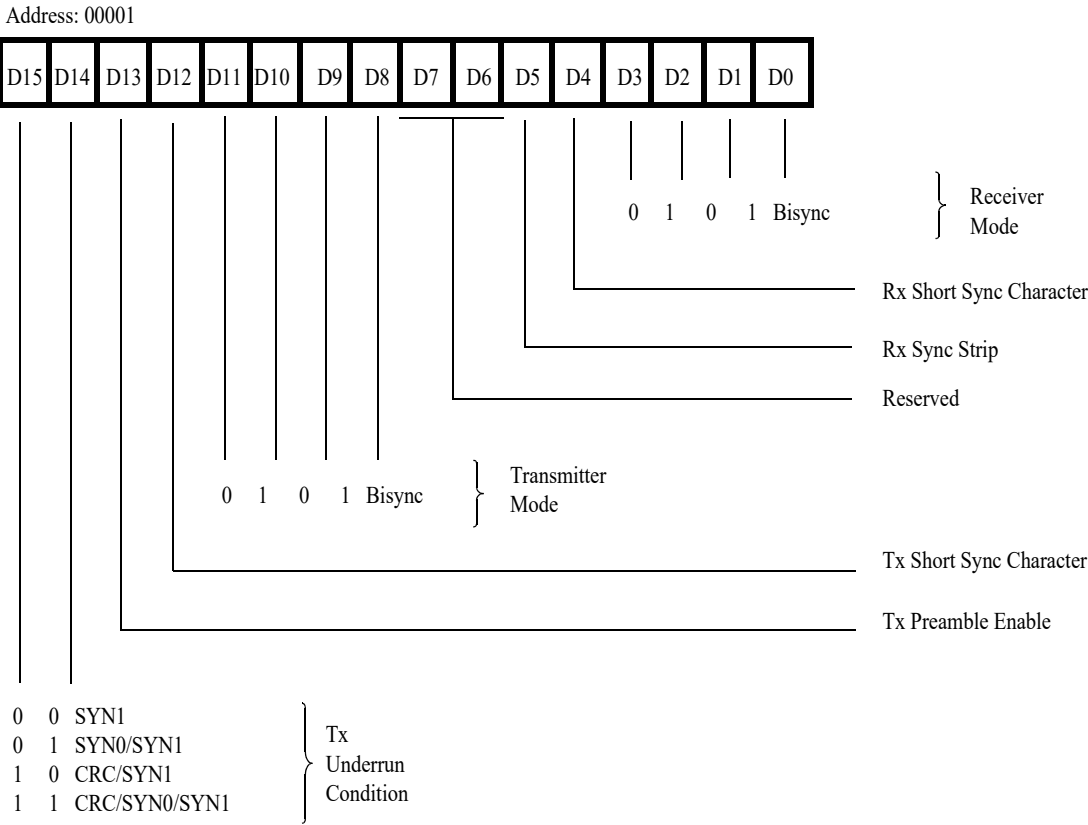 Address: 00001
D15 D14 D13 D12 D11 D10 D9 D8 D7 D6 D5 D4 D3 D2 D1 D0
0 1 0 1 Bisync
Receiver
Mode
Rx Short Sync Character
Rx Sync Strip
Reserved
0 1 0 1 Bisync
Transmitter
Mode
Tx Short Sync Character
Tx Preamble Enable
0 0 SYN1
0 1 SYN0/SYN1
1 0 CRC/SYN1
1 1 CRC/SYN0/SYN1
Tx
Underrun
Condition